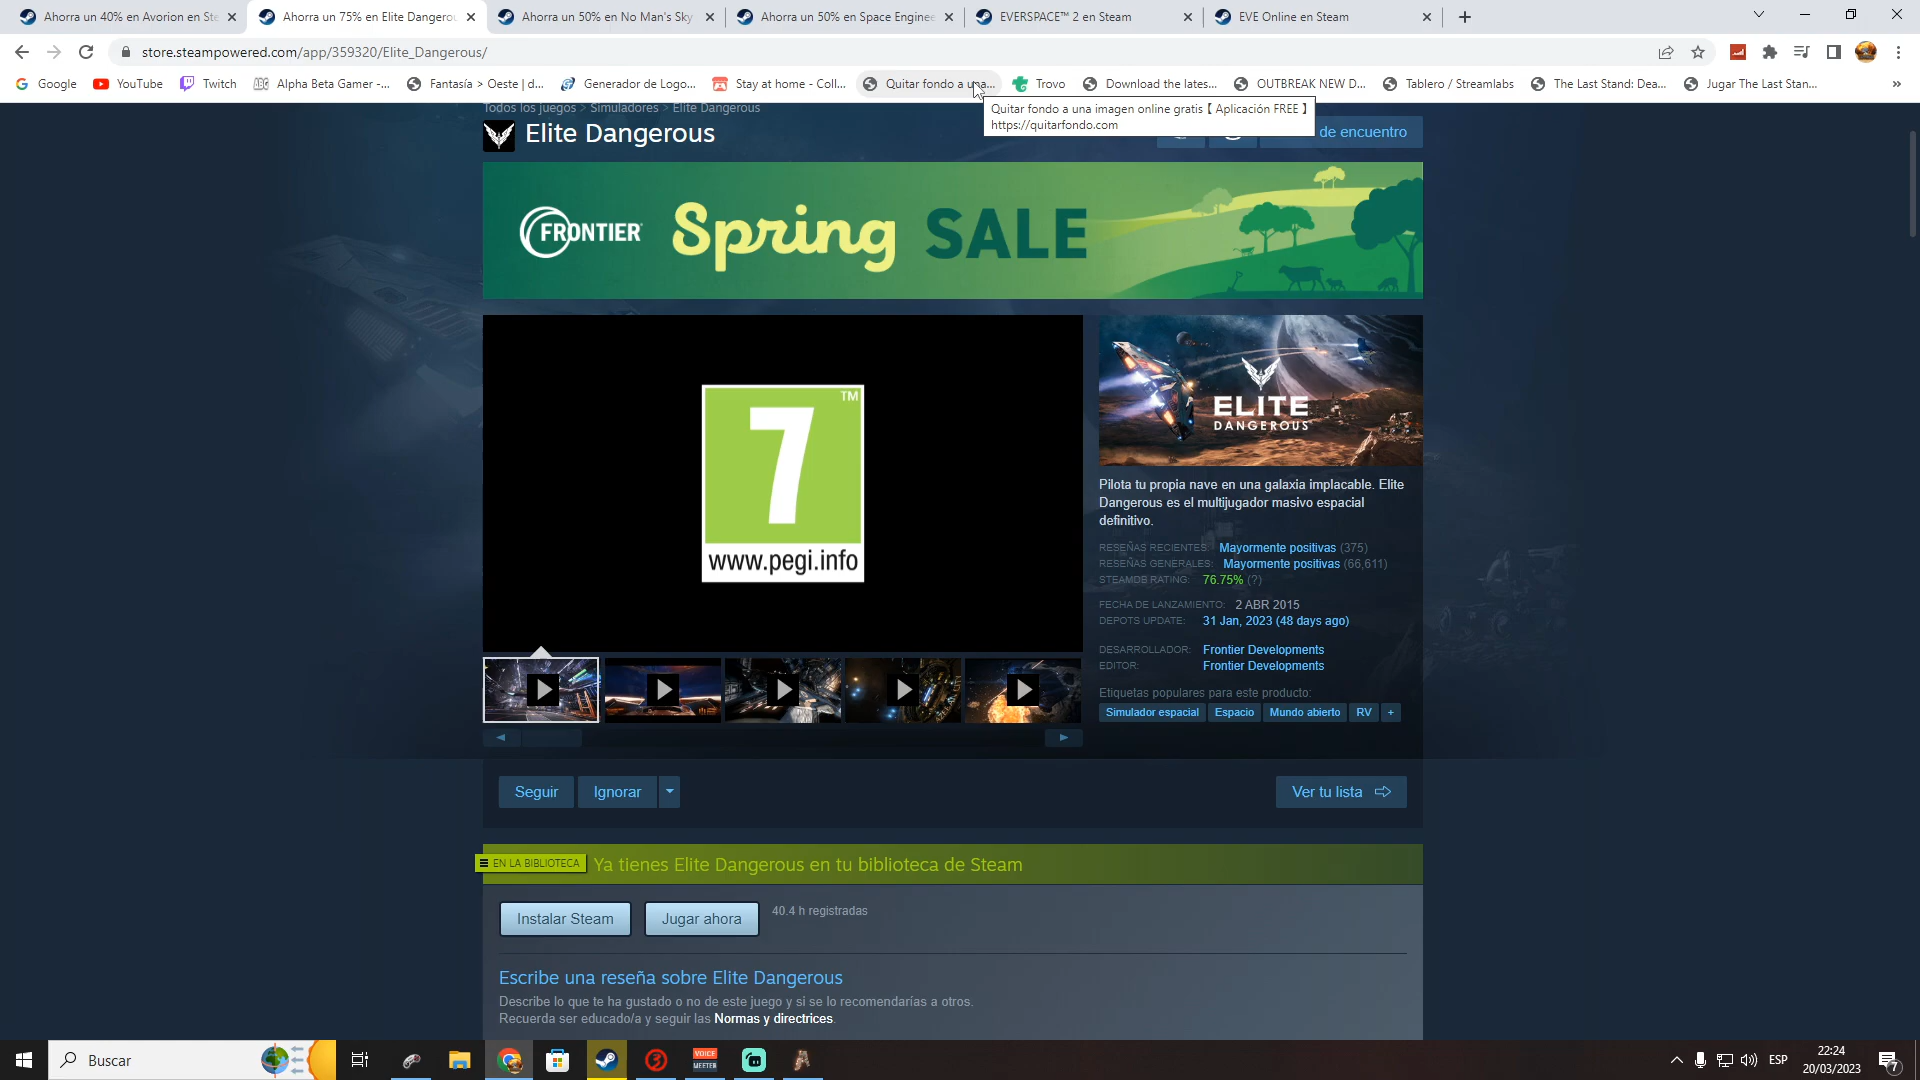 Ahorra un 40% en Avorion en Ste
Ahorra un 75% en Elite Dangerou
Ahorra un 50% en No Man's Sky
Ahorra un 50% en Space Enginee
EVERSPACE™ 2 en Steam
EVE Online en Steam
store.steampowered.com/app/359320/Elite_Dangerous/
Google
YouTube
Twitch
Alpha Beta Gamer -...
Fantasía > Oeste | d...
Generador de Logo...
Stay at home - Coll...
Quitar fondo a una...
Trovo
Download the lates...
OUTBREAK NEW D...
Tablero / Streamlabs
The Last Stand: Dea...
Jugar The Last Stan...
»
Quitar fondo a una imagen online gratis【 Aplicación FREE 】
https://quitarfondo.com
Todos los juegos > Simuladores > Elite Dangerous
Elite Dangerous
de encuentro
FRONTIER
Spring SALE
7
TM
www.pegi.info
ELITE
DANGEROUS
Pilota tu propia nave en una galaxia implacable. Elite
Dangerous es el multijugador masivo espacial
definitivo.
RESEÑAS RECIENTES: Mayormente positivas (375)
RESEÑAS GENERALES: Mayormente positivas (66,611)
STEAMDB RATING: 76.75% (?)
FECHA DE LANZAMIENTO: 2 ABR 2015
DEPOTS UPDATE: 31 Jan, 2023 (48 days ago)
DESARROLLADOR: Frontier Developments
EDITOR: Frontier Developments
Etiquetas populares para este producto:
Simulador espacial
Espacio
Mundo abierto
RV
+
Seguir
Ignorar
Ver tu lista
EN LA BIBLIOTECA
Ya tienes Elite Dangerous en tu biblioteca de Steam
Instalar Steam
Jugar ahora
40.4 h registradas
Escribe una reseña sobre Elite Dangerous
Describe lo que te ha gustado o no de este juego y si se lo recomendarías a otros.
Recuerda ser educado/a y seguir las Normas y directrices.
Buscar
VOICE
MEETER
ESP
22:24
20/03/2023
7